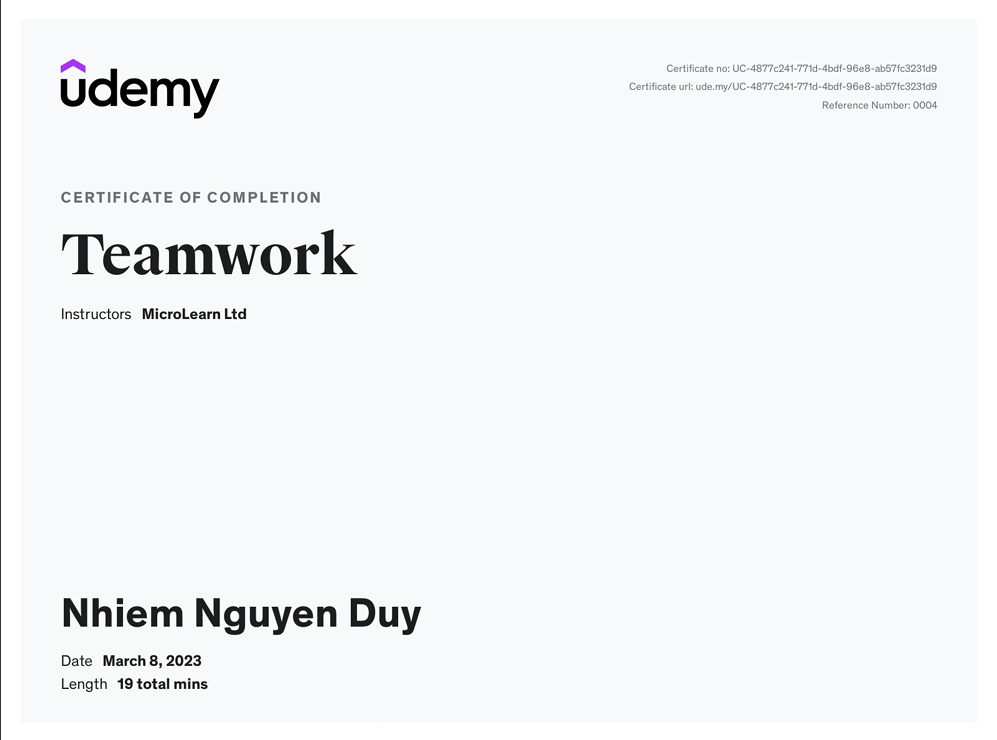 udemy
Certificate no: UC-4877c241-771d-4bdf-96e8-ab57fc3231d9
Certificate url: ude.my/UC-4877c241-771d-4bdf-96e8-ab57fc3231d9
Reference Number: 0004
CERTIFICATE OF COMPLETION
Teamwork
Instructors MicroLearn Ltd
Nhiem Nguyen Duy
Date March 8, 2023
Length 19 total mins